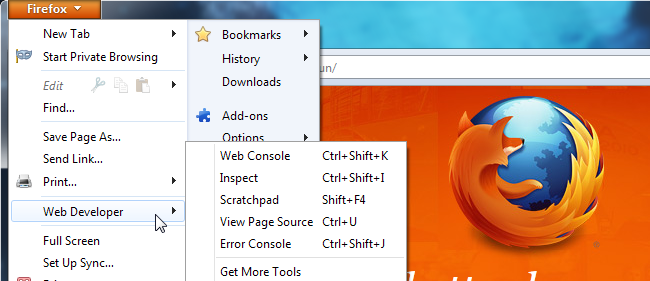 Firefox
New Tab
Start Private Browsing
Edit
Find...
Save Page As...
Send Link...
Print...
Web Developer
Full Screen
Set Up Sync...
Bookmarks
History
Downloads
Add-ons
Options
Web Console Ctrl+Shift+K
Inspect Ctrl+Shift+I
Scratchpad Shift+F4
View Page Source Ctrl+U
Error Console Ctrl+Shift+J
Get More Tools
un/